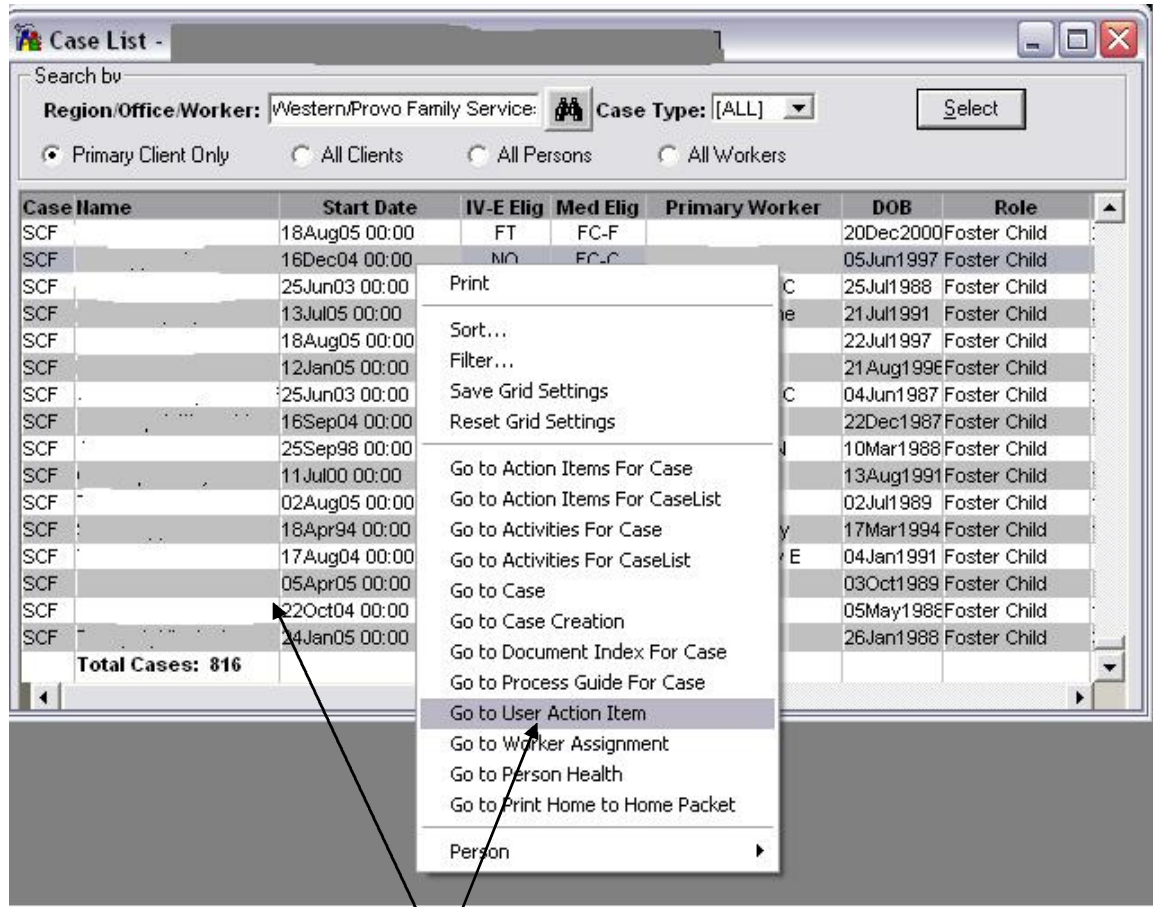 Case List -
Search by
Region/Office/Worker: Western/Provo Family Services Case Type: [ALL] Select
Primary Client Only All Clients All Persons All Workers
Case Name Start Date IV-E Elig Med Elig Primary Worker DOB Role
SCF 18Aug05 00:00 FT FC-F 20Dec2000 Foster Child
SCF 16Dec04 00:00 NO FC-C 05Jun1997 Foster Child
SCF 25Jun03 00:00 C 25Jul1988 Foster Child
SCF 13Jul05 00:00 ne 21Jul1991 Foster Child
SCF 18Aug05 00:00 22Jul1997 Foster Child
SCF 12Jan05 00:00 21Aug1996 Foster Child
SCF 25Jun03 00:00 C 04Jun1987 Foster Child
SCF 16Sep04 00:00 22Dec1987 Foster Child
SCF 25Sep98 00:00 10Mar1988 Foster Child
SCF 11Jul00 00:00 13Aug1991 Foster Child
SCF 02Aug05 00:00 02Jul1989 Foster Child
SCF 18Apr94 00:00 y 17Mar1994 Foster Child
SCF 17Aug04 00:00 E 04Jan1991 Foster Child
SCF 05Apr05 00:00 03Oct1989 Foster Child
SCF 22Oct04 00:00 05May1988 Foster Child
SCF 24Jan05 00:00 26Jan1988 Foster Child
Total Cases: 816
Print
Sort...
Filter...
Save Grid Settings
Reset Grid Settings
Go to Action Items For Case
Go to Action Items For CaseList
Go to Activities For Case
Go to Activities For CaseList
Go to Case
Go to Case Creation
Go to Document Index For Case
Go to Process Guide For Case
Go to User Action Item
Go to Worker Assignment
Go to Person Health
Go to Print Home to Home Packet
Person